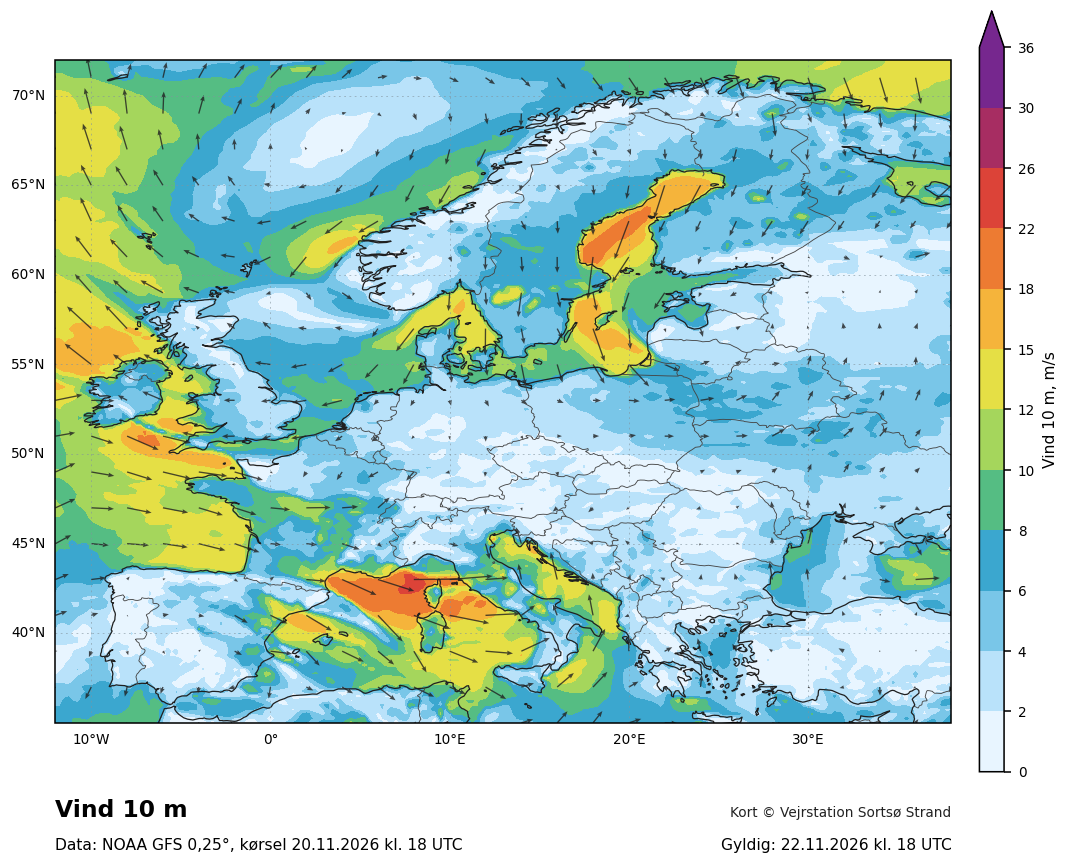 36
30
26
22
18
15
12
10
8
6
4
2
0
Vind 10 m, m/s
70°N
65°N
60°N
55°N
50°N
45°N
40°N
10°W 0° 10°E 20°E 30°E
Vind 10 m
Kort © Vejrstation Sortsø Strand
Data: NOAA GFS 0,25°, kørsel 20.11.2026 kl. 18 UTC
Gyldig: 22.11.2026 kl. 18 UTC